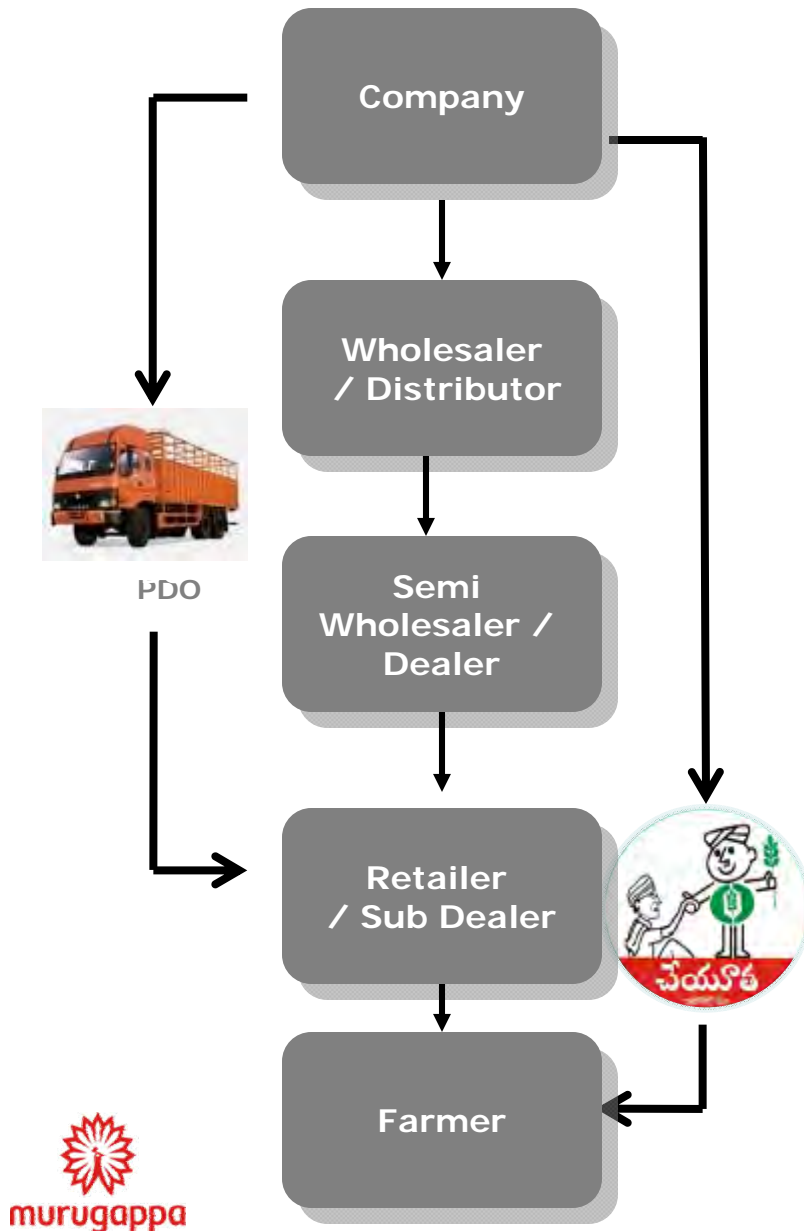 Company
Wholesaler
/ Distributor
PDO
Semi
Wholesaler /
Dealer
Retailer
/ Sub Dealer
చేయూత
Farmer
murugappa